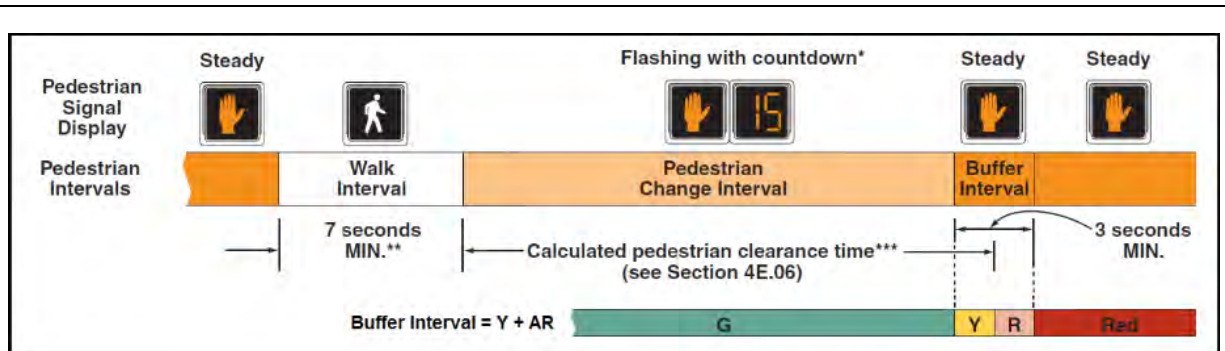 Steady
Flashing with countdown*
Steady
Steady
Pedestrian
Signal
Display
15
Pedestrian
Intervals
Walk
Interval
Pedestrian
Change Interval
Buffer
Interval
7 seconds
MIN.**
Calculated pedestrian clearance time***
(see Section 4E.06)
3 seconds
MIN.
Buffer Interval = Y + AR
G
Y
R
Red